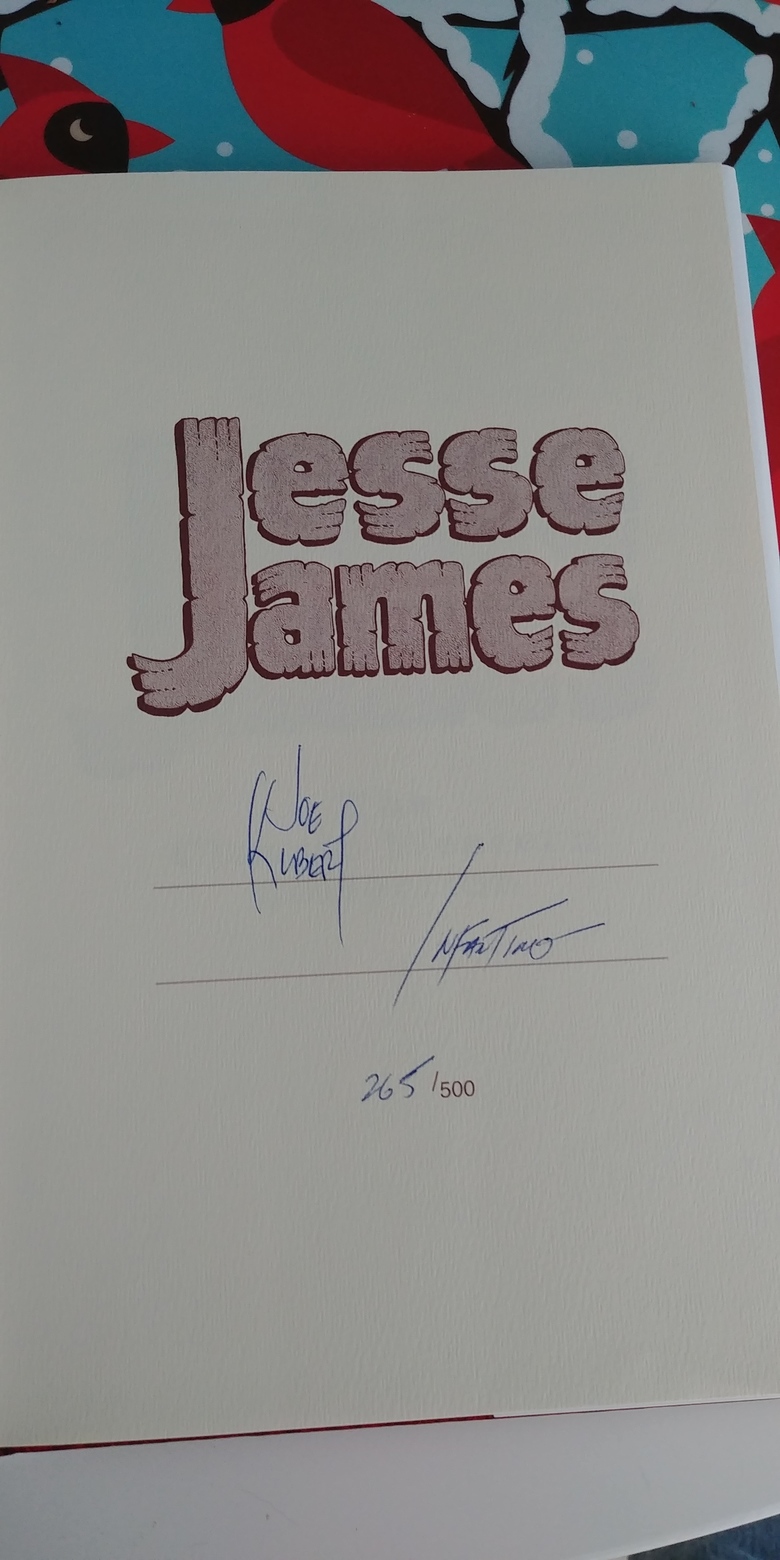 Jesse
James
JOE
KUBERT
INFANTINO
265 /500